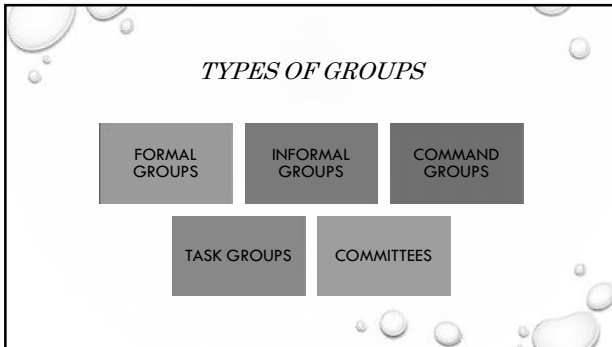 TYPES OF GROUPS
FORMAL
GROUPS
INFORMAL
GROUPS
COMMAND
GROUPS
TASK GROUPS
COMMITTEES